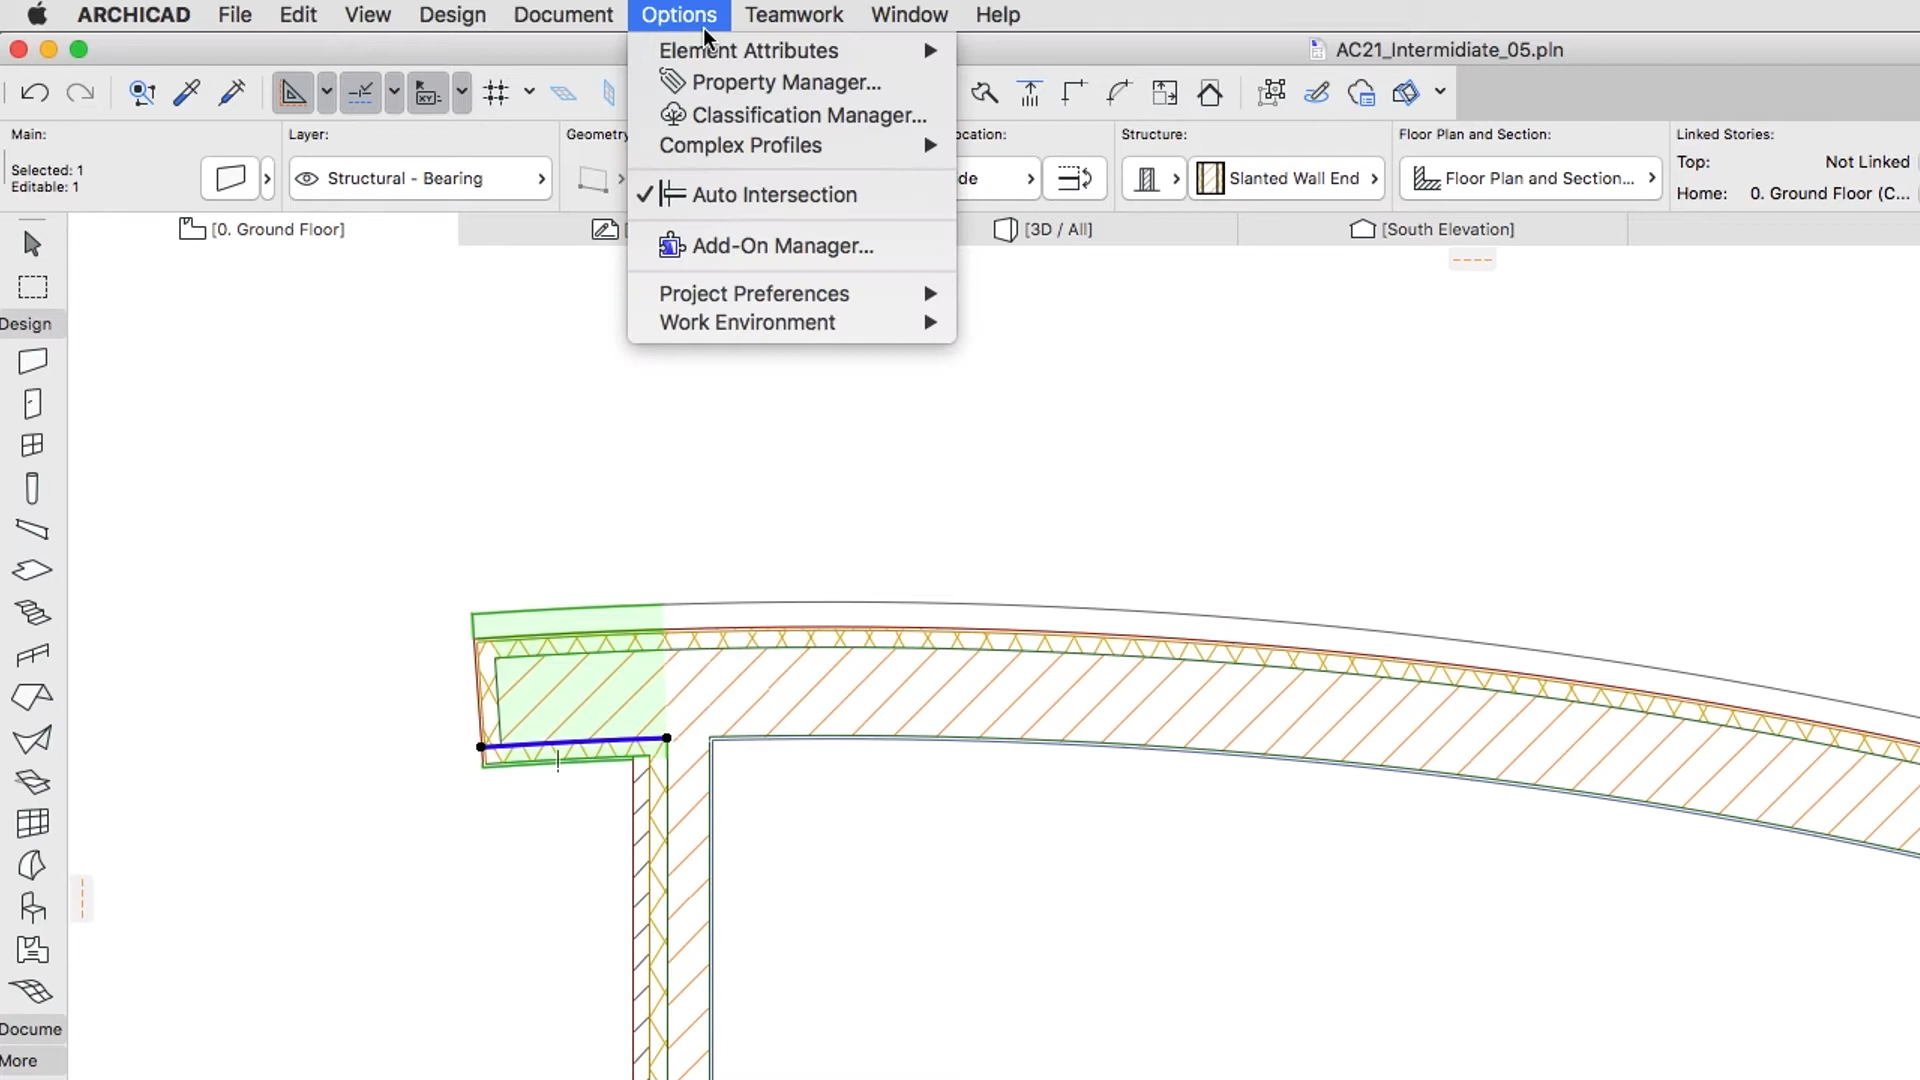 ARCHICAD File Edit View Design Document Options Teamwork Window Help
AC21_Intermidiate_05.pln
Element Attributes
Property Manager...
Classification Manager...
Complex Profiles
Auto Intersection
Add-On Manager...
Project Preferences
Work Environment
Main:
Selected: 1
Editable: 1
Layer:
Structural - Bearing
Geometry
ocation:
de
Structure:
Slanted Wall End
Floor Plan and Section:
Floor Plan and Section...
Linked Stories:
Top: Not Linked
Home: 0. Ground Floor (C...
[0. Ground Floor]
[3D / All]
[South Elevation]
Design
Docume
More